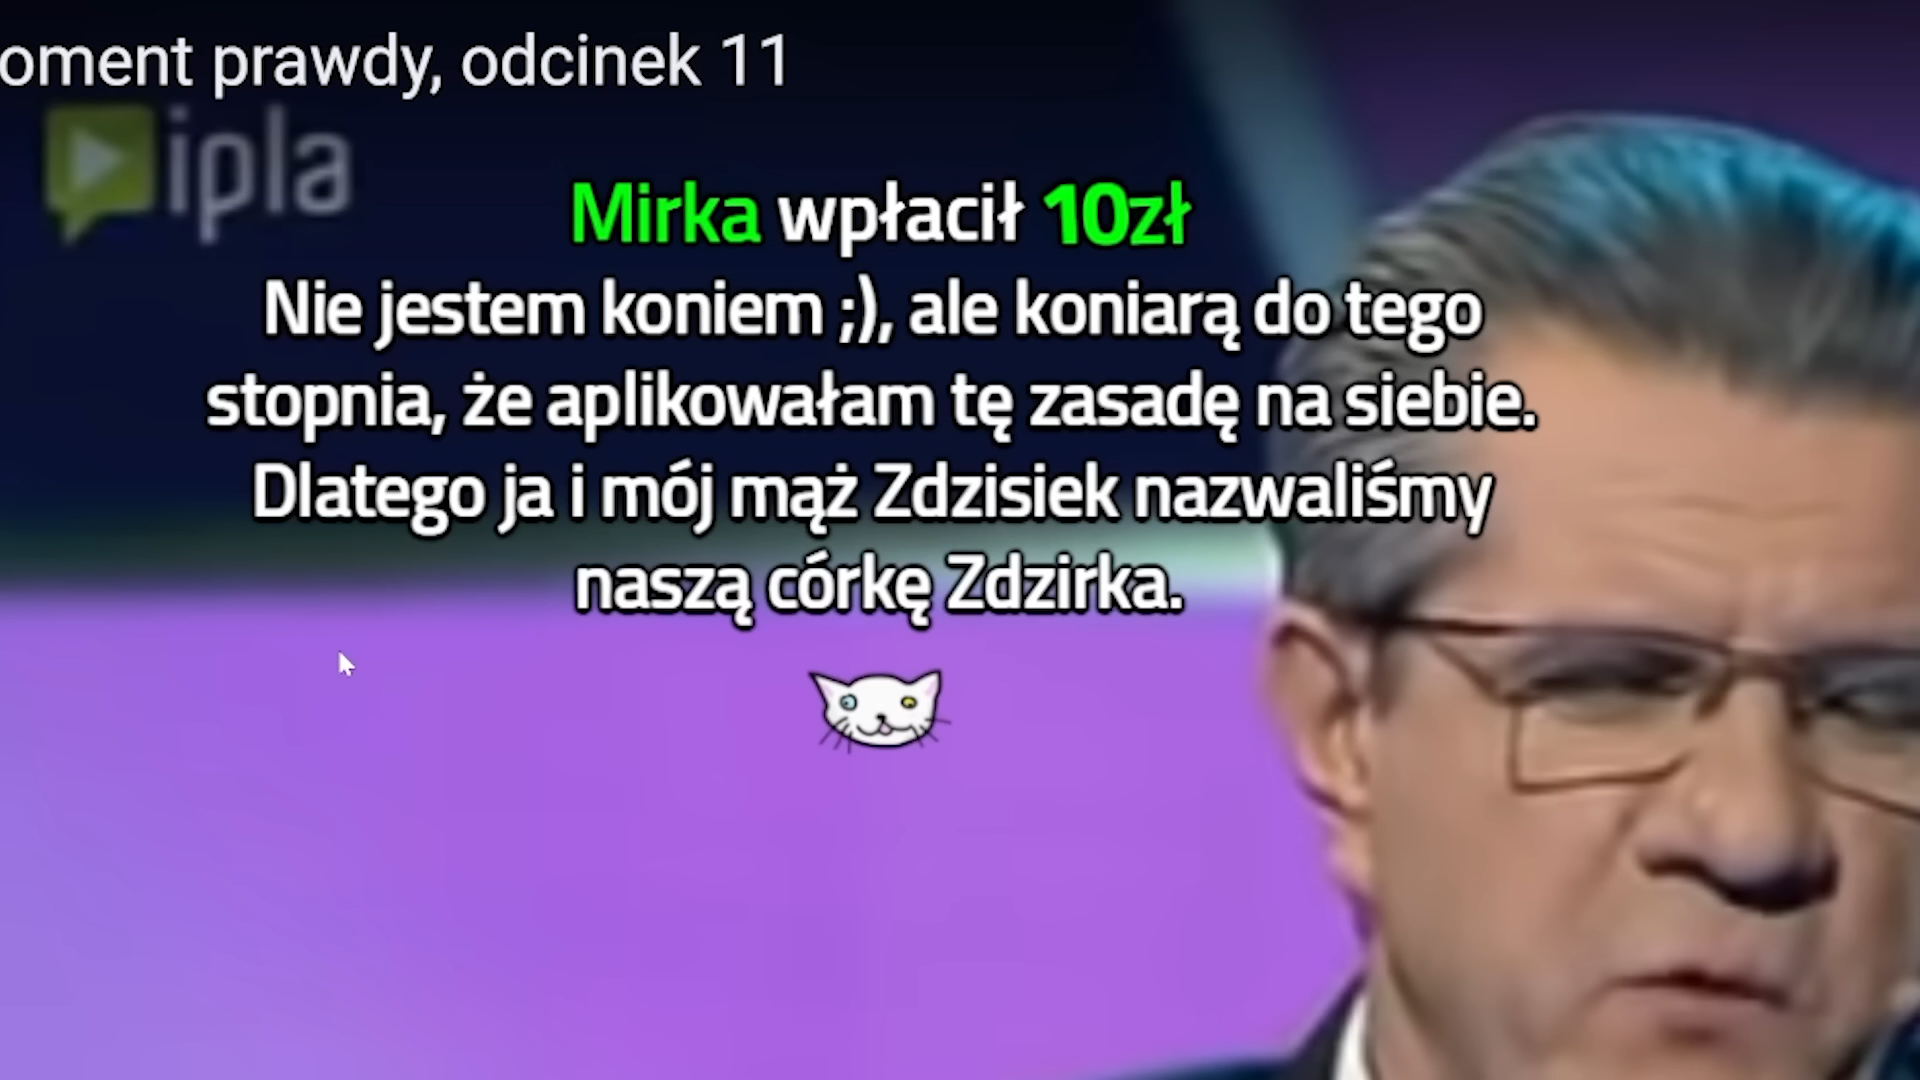 oment prawdy, odcinek 11
ipla
Mirka wpłacił 10zł
Nie jestem koniem ;), ale koniarą do tego
stopnia, że aplikowałam tę zasadę na siebie.
Dlatego ja i mój mąż Zdzisiek nazwaliśmy
naszą córkę Zdzirka.